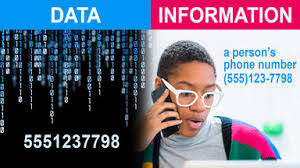 DATA
5551237798
INFORMATION
a person's
phone number
(555)123-7798